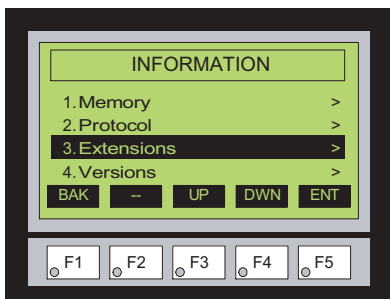 INFORMATION
1. Memory >
2. Protocol >
3. Extensions >
4. Versions >
BAK -- UP DWN ENT
F1 F2 F3 F4 F5